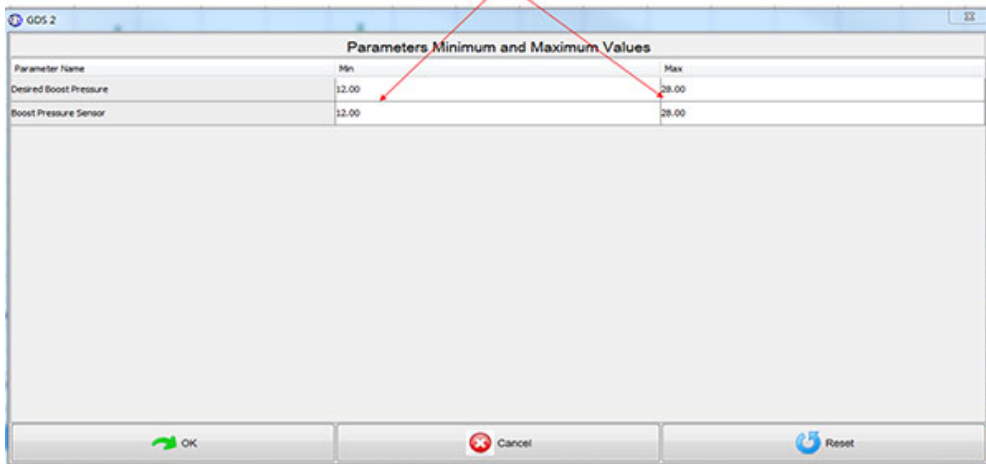 GDS 2
Parameters Minimum and Maximum Values
Parameter Name Min Max
Desired Boost Pressure 12.00 28.00
Boost Pressure Sensor 12.00 28.00
OK Cancel Reset